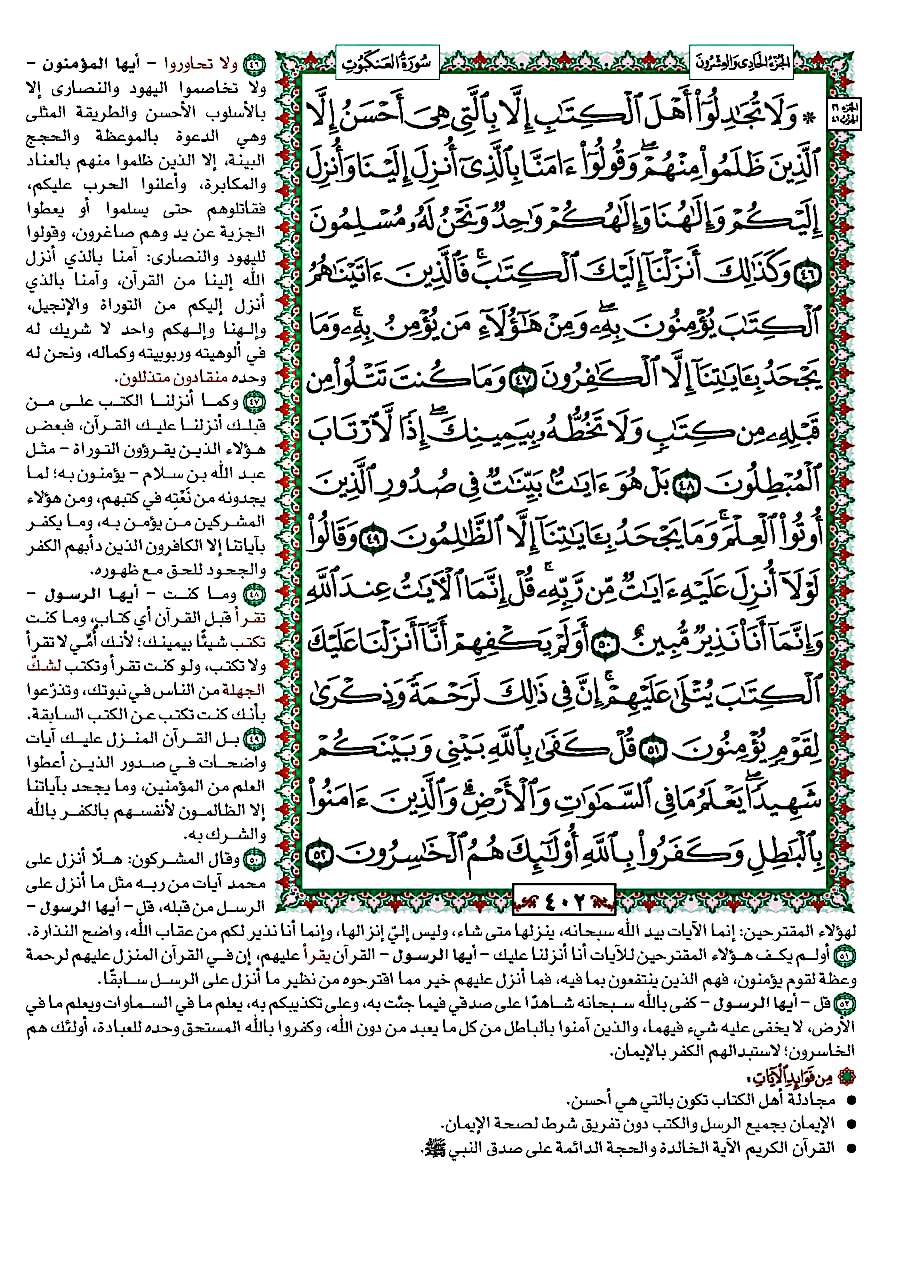 الجزء الحادي والعشرون
سورة العنكبوت
۞ وَلَا تُجَٰدِلُوٓا۟ أَهْلَ ٱلْكِتَٰبِ إِلَّا بِٱلَّتِى هِىَ أَحْسَنُ إِلَّا
ٱلَّذِينَ ظَلَمُوا۟ مِنْهُمْ ۖ وَقُولُوٓا۟ ءَامَنَّا بِٱلَّذِىٓ أُنزِلَ إِلَيْنَا وَأُنزِلَ
إِلَيْكُمْ وَإِلَٰهُنَا وَإِلَٰهُكُمْ وَٰحِدٌ وَنَحْنُ لَهُۥ مُسْلِمُونَ
٤٦ وَكَذَٰلِكَ أَنزَلْنَآ إِلَيْكَ ٱلْكِتَٰبَ ۚ فَٱلَّذِينَ ءَاتَيْنَٰهُمُ
ٱلْكِتَٰبَ يُؤْمِنُونَ بِهِۦ ۖ وَمِنْ هَٰٓؤُلَآءِ مَن يُؤْمِنُ بِهِۦ ۚ وَمَا
يَجْحَدُ بِـَٔايَٰتِنَآ إِلَّا ٱلْكَٰفِرُونَ ٤٧ وَمَا كُنتَ تَتْلُوا۟ مِن
قَبْلِهِۦ مِن كِتَٰبٍ وَلَا تَخُطُّهُۥ بِيَمِينِكَ ۖ إِذًا لَّٱرْتَابَ
ٱلْمُبْطِلُونَ ٤٨ بَلْ هُوَ ءَايَٰتٌۢ بَيِّنَٰتٌ فِى صُدُورِ ٱلَّذِينَ
أُوتُوا۟ ٱلْعِلْمَ ۚ وَمَا يَجْحَدُ بِـَٔايَٰتِنَآ إِلَّا ٱلظَّٰلِمُونَ ٤٩ وَقَالُوا۟
لَوْلَآ أُنزِلَ عَلَيْهِ ءَايَٰتٌ مِّن رَّبِّهِۦ ۖ قُلْ إِنَّمَا ٱلْءَايَٰتُ عِندَ ٱللَّهِ
وَإِنَّمَآ أَنَا۠ نَذِيرٌ مُّبِينٌ ٥٠ أَوَلَمْ يَكْفِهِمْ أَنَّآ أَنزَلْنَا عَلَيْكَ
ٱلْكِتَٰبَ يُتْلَىٰ عَلَيْهِمْ ۚ إِنَّ فِى ذَٰلِكَ لَرَحْمَةً وَذِكْرَىٰ
لِقَوْمٍ يُؤْمِنُونَ ٥١ قُلْ كَفَىٰ بِٱللَّهِ بَيْنِى وَبَيْنَكُمْ
شَهِيدًا ۖ يَعْلَمُ مَا فِى ٱلسَّمَٰوَٰتِ وَٱلْأَرْضِ ۗ وَٱلَّذِينَ ءَامَنُوا۟
بِٱلْبَٰطِلِ وَكَفَرُوا۟ بِٱللَّهِ أُو۟لَٰٓئِكَ هُمُ ٱلْخَٰسِرُونَ ٥٢
٤٠٢
٤٦ ولا تحاوروا – أيها المؤمنون –
ولا تخاصموا اليهود والنصارى إلا
بالأسلوب الأحسن والطريقة المثلى
وهي الدعوة بالموعظة والحجج
البينة، إلا الذين ظلموا منهم بالعناد
والمكابرة، وأعلنوا الحرب عليكم،
فقاتلوهم حتى يسلموا أو يعطوا
الجزية عن يد وهم صاغرون، وقولوا
لليهود والنصارى: آمنا بالذي أنزل
الله إلينا من القرآن، وآمنا بالذي
أنزل إليكم من التوراة والإنجيل،
وإلهنا وإلهكم واحد لا شريك له
في ألوهيته وربوبيته وكماله، ونحن له
وحده منقادون متذللون.
٤٧ وكما أنزلنا الكتب على من
قبلك أنزلنا عليك القرآن، فبعض
هؤلاء الذين يقرؤون التوراة – مثل
عبد الله بن سلام – يؤمنون به؛ لما
يجدونه من نَعْتِه في كتبهم، ومن هؤلاء
المشركين من يؤمن به، وما يكفر
بآياتنا إلا الكافرون الذين دأبهم الكفر
والجحود للحق مع ظهوره.
٤٨ وما كنت – أيها الرسول –
تقرأ قبل القرآن أي كتاب، وما كنت
تكتب شيئًا بيمينك؛ لأنك أُمِّي لا تقرأ
ولا تكتب، ولو كنت تقرأ وتكتب لشكّ
الجهلة من الناس في نبوتك، وتذرّعوا
بأنك كنت تكتب عن الكتب السابقة.
٤٩ بل القرآن المنزل عليك آيات
واضحات في صدور الذين أعطوا
العلم من المؤمنين، وما يجحد بآياتنا
إلا الظالمون لأنفسهم بالكفر بالله
والشرك به.
٥٠ وقال المشركون: هلّا أنزل على
محمد آيات من ربه مثل ما أنزل على
الرسل من قبله، قل – أيها الرسول –
لهؤلاء المقترحين: إنما الآيات بيد الله سبحانه، ينزلها متى شاء، وليس إليّ إنزالها، وإنما أنا نذير لكم من عقاب الله، واضح النذارة.
٥١ أولم يكف هؤلاء المقترحين للآيات أنا أنزلنا عليك – أيها الرسول – القرآن يقرأ عليهم، إن في القرآن المنزل عليهم لرحمة
وعظة لقوم يؤمنون، فهم الذين ينتفعون بما فيه، فما أنزل عليهم خير مما اقترحوه من نظير ما أنزل على الرسل سابقًا.
٥٢ قل – أيها الرسول – كفى بالله سبحانه شاهدًا على صدقي فيما جئت به، وعلى تكذيبكم به، يعلم ما في السماوات ويعلم ما في
الأرض، لا يخفى عليه شيء فيهما، والذين آمنوا بالباطل من كل ما يعبد من دون الله، وكفروا بالله المستحق وحده للعبادة، أولئك هم
الخاسرون؛ لاستبدالهم الكفر بالإيمان.
من فوائد الآيات:
● مجادلة أهل الكتاب تكون بالتي هي أحسن.
● الإيمان بجميع الرسل والكتب دون تفريق شرط لصحة الإيمان.
● القرآن الكريم الآية الخالدة والحجة الدائمة على صدق النبي ﷺ.